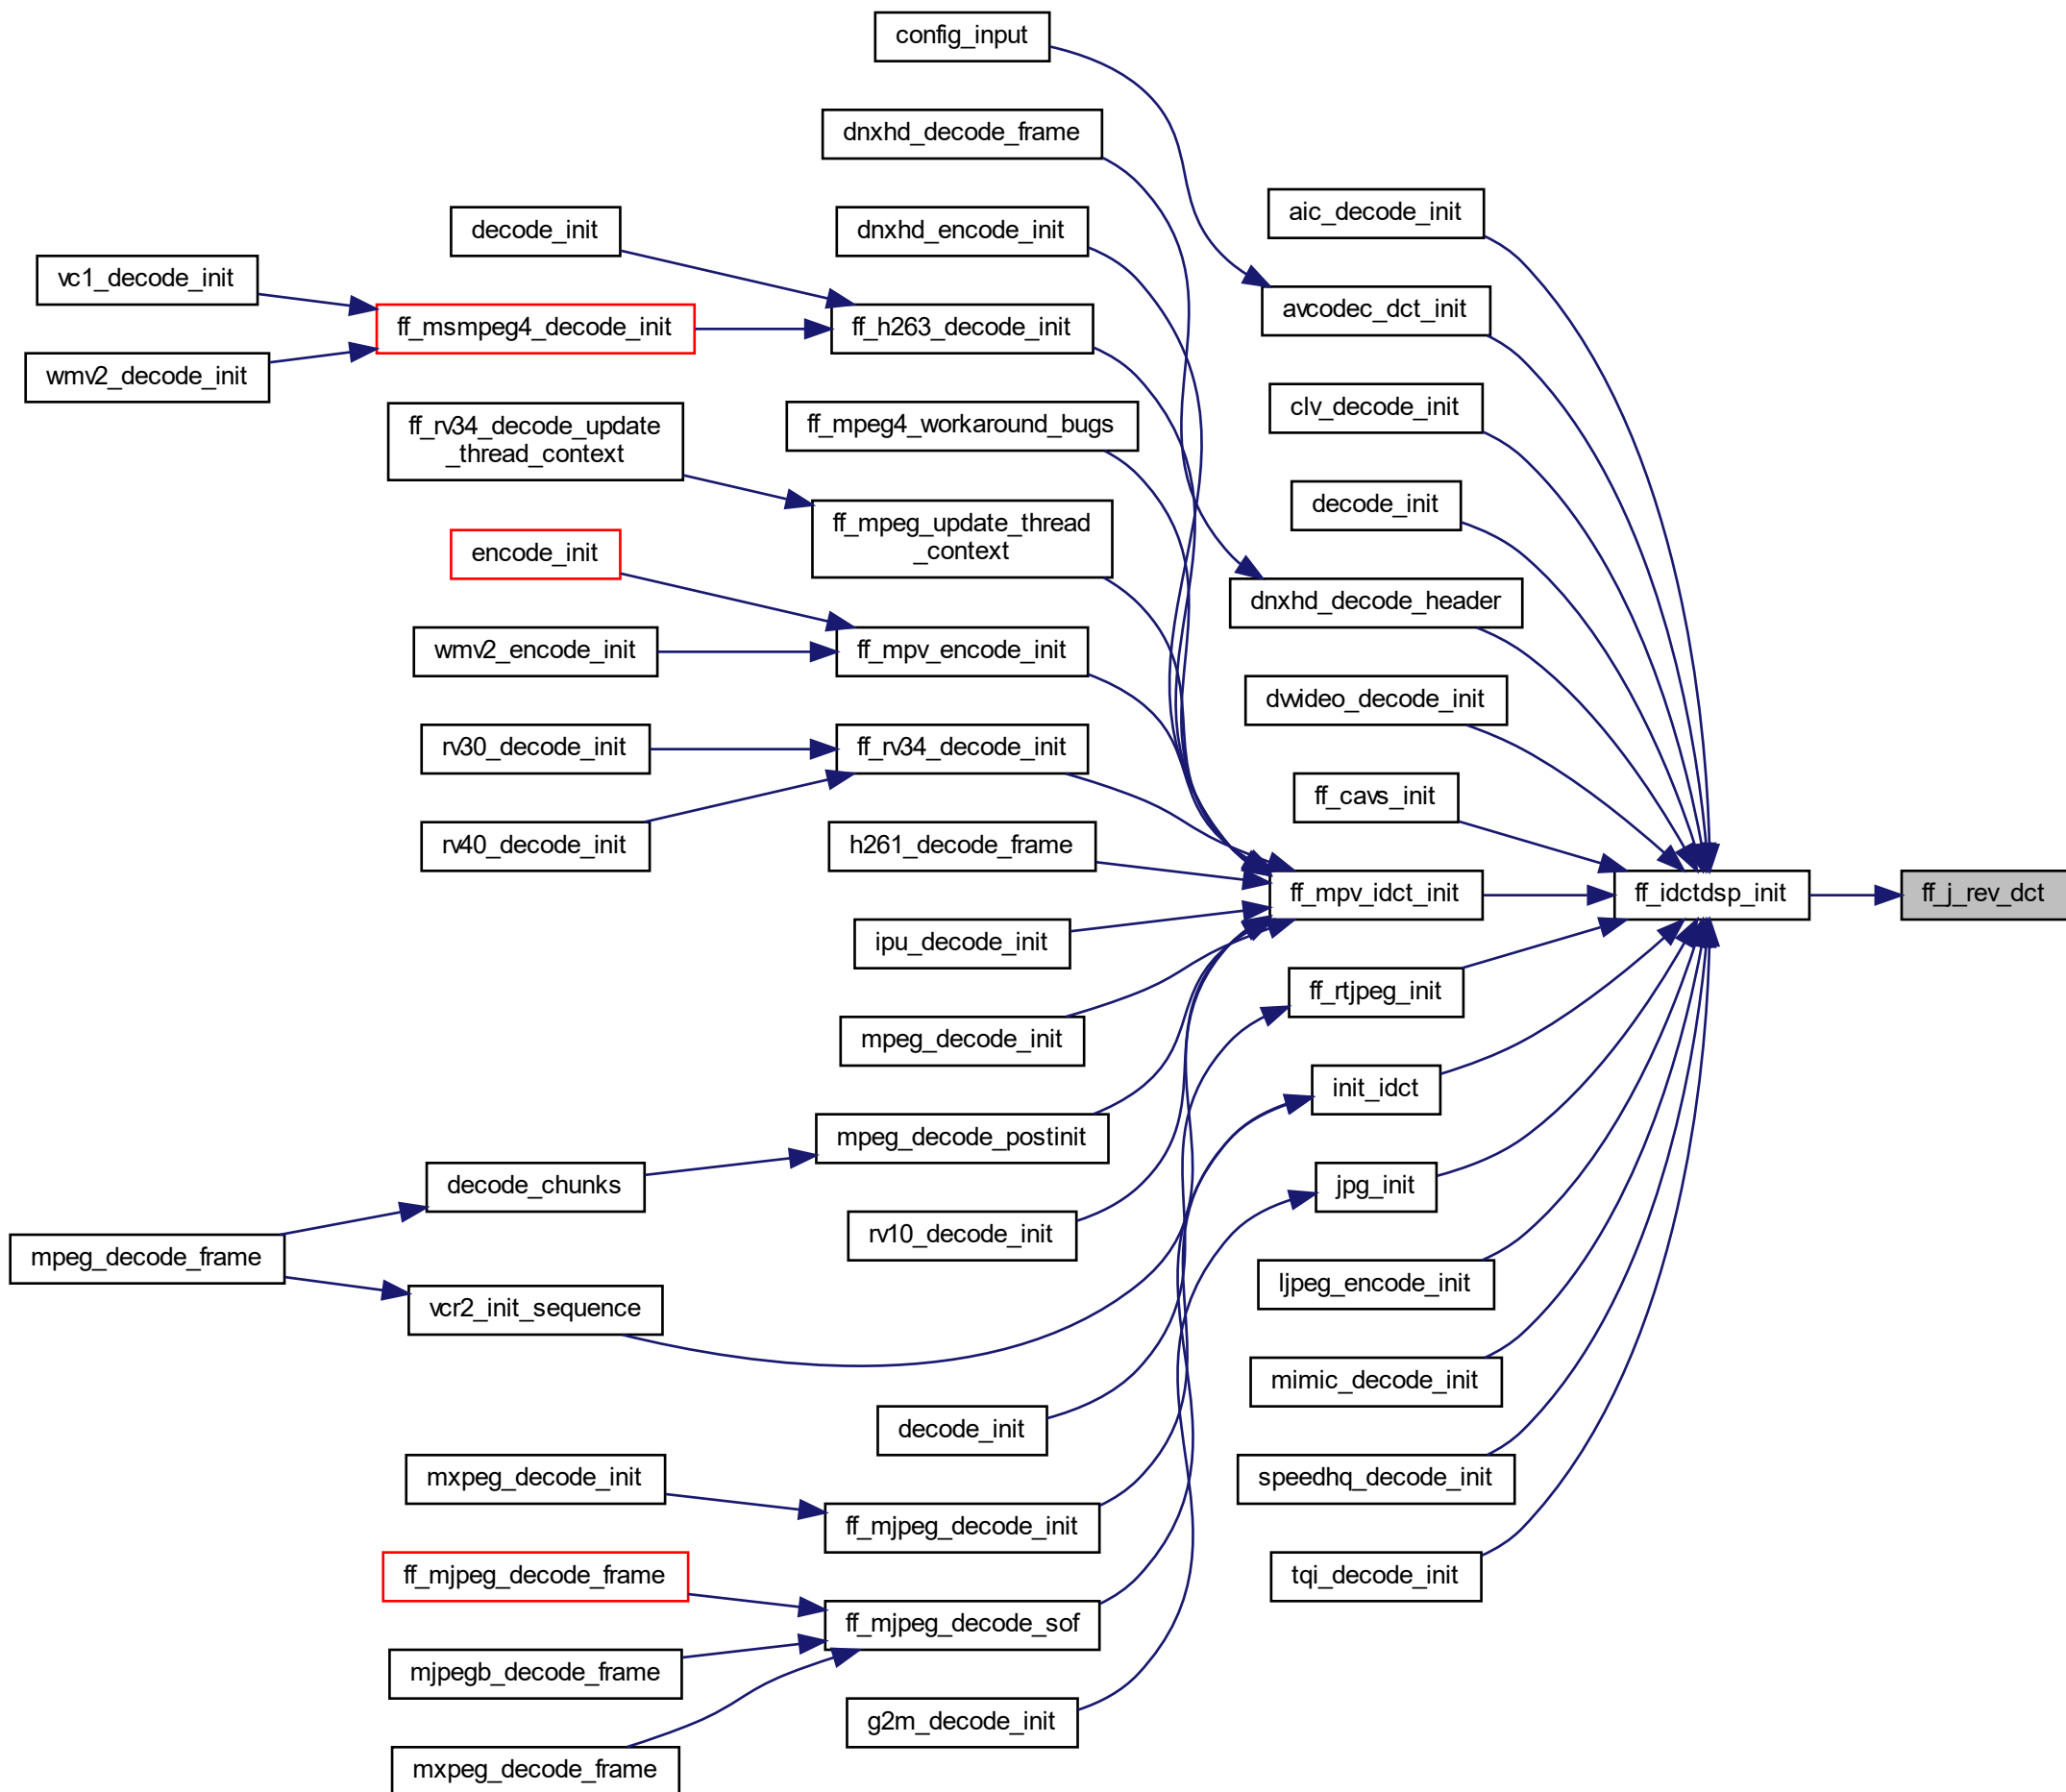 config_input
dnxhd_decode_frame
aic_decode_init
decode_init
dnxhd_encode_init
vc1_decode_init
avcodec_dct_init
ff_msmpeg4_decode_init
ff_h263_decode_init
wmv2_decode_init
clv_decode_init
ff_rv34_decode_update
_thread_context
ff_mpeg4_workaround_bugs
decode_init
ff_mpeg_update_thread
_context
encode_init
dnxhd_decode_header
wmv2_encode_init
ff_mpv_encode_init
dvvideo_decode_init
rv30_decode_init
ff_rv34_decode_init
ff_cavs_init
rv40_decode_init
h261_decode_frame
ff_mpv_idct_init
ff_idctdsp_init
ff_j_rev_dct
ipu_decode_init
ff_rtjpeg_init
mpeg_decode_init
init_idct
mpeg_decode_postinit
decode_chunks
jpg_init
rv10_decode_init
mpeg_decode_frame
ljpeg_encode_init
vcr2_init_sequence
mimic_decode_init
decode_init
mxpeg_decode_init
speedhq_decode_init
ff_mjpeg_decode_init
ff_mjpeg_decode_frame
tqi_decode_init
ff_mjpeg_decode_sof
mjpegb_decode_frame
g2m_decode_init
mxpeg_decode_frame